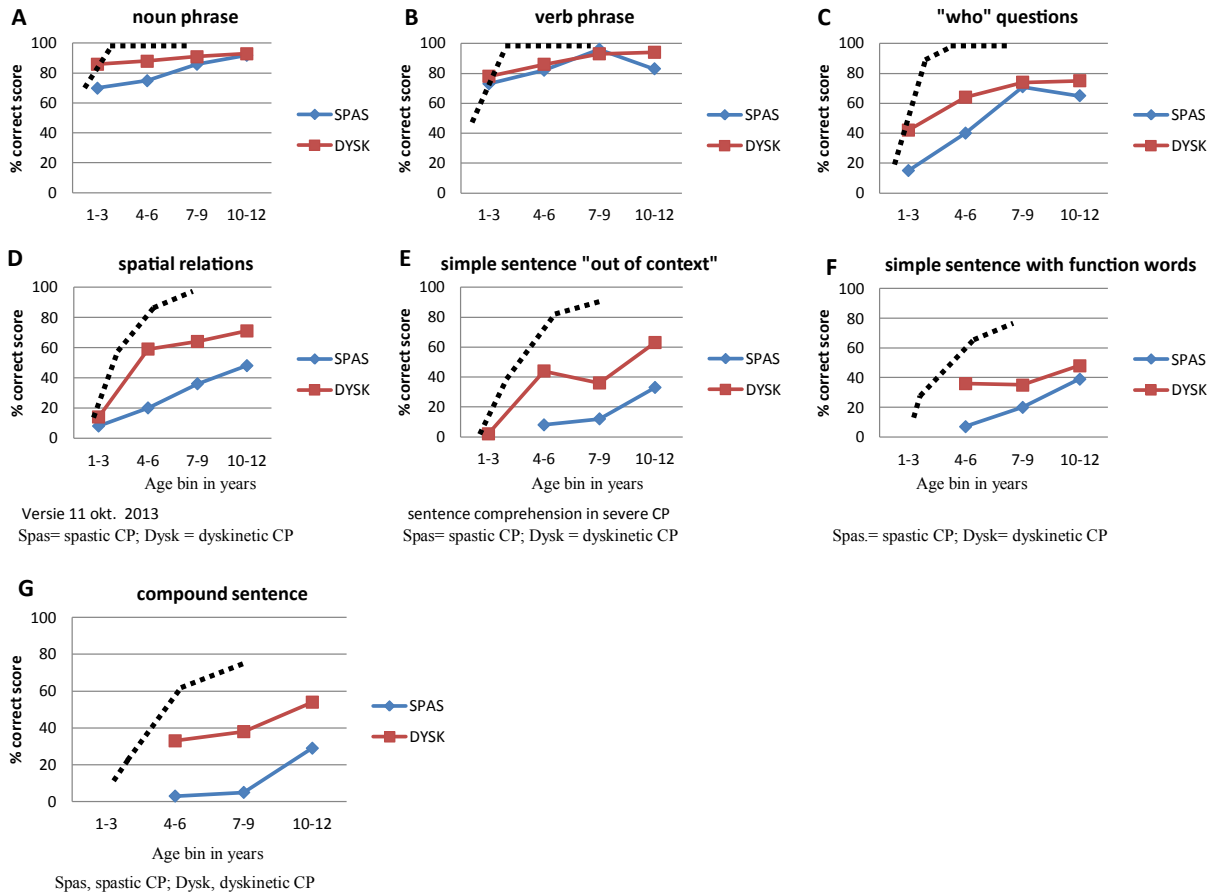 A noun phrase
% correct score
100
80
60
40
20
0
1-3 4-6 7-9 10-12
SPAS
DYSK
B verb phrase
% correct score
100
80
60
40
20
0
1-3 4-6 7-9 10-12
SPAS
DYSK
C "who" questions
% correct score
100
80
60
40
20
0
1-3 4-6 7-9 10-12
SPAS
DYSK
D spatial relations
% correct score
100
80
60
40
20
0
1-3 4-6 7-9 10-12
Age bin in years
SPAS
DYSK
Versie 11 okt. 2013
Spas= spastic CP; Dysk = dyskinetic CP
E simple sentence "out of context"
% correct score
100
80
60
40
20
0
1-3 4-6 7-9 10-12
Age bin in years
SPAS
DYSK
sentence comprehension in severe CP
Spas= spastic CP; Dysk = dyskinetic CP
F simple sentence with function words
% correct score
100
80
60
40
20
0
1-3 4-6 7-9 10-12
Age bin in years
SPAS
DYSK
Spas.= spastic CP; Dysk= dyskinetic CP
G compound sentence
% correct score
100
80
60
40
20
0
1-3 4-6 7-9 10-12
Age bin in years
SPAS
DYSK
Spas, spastic CP; Dysk, dyskinetic CP